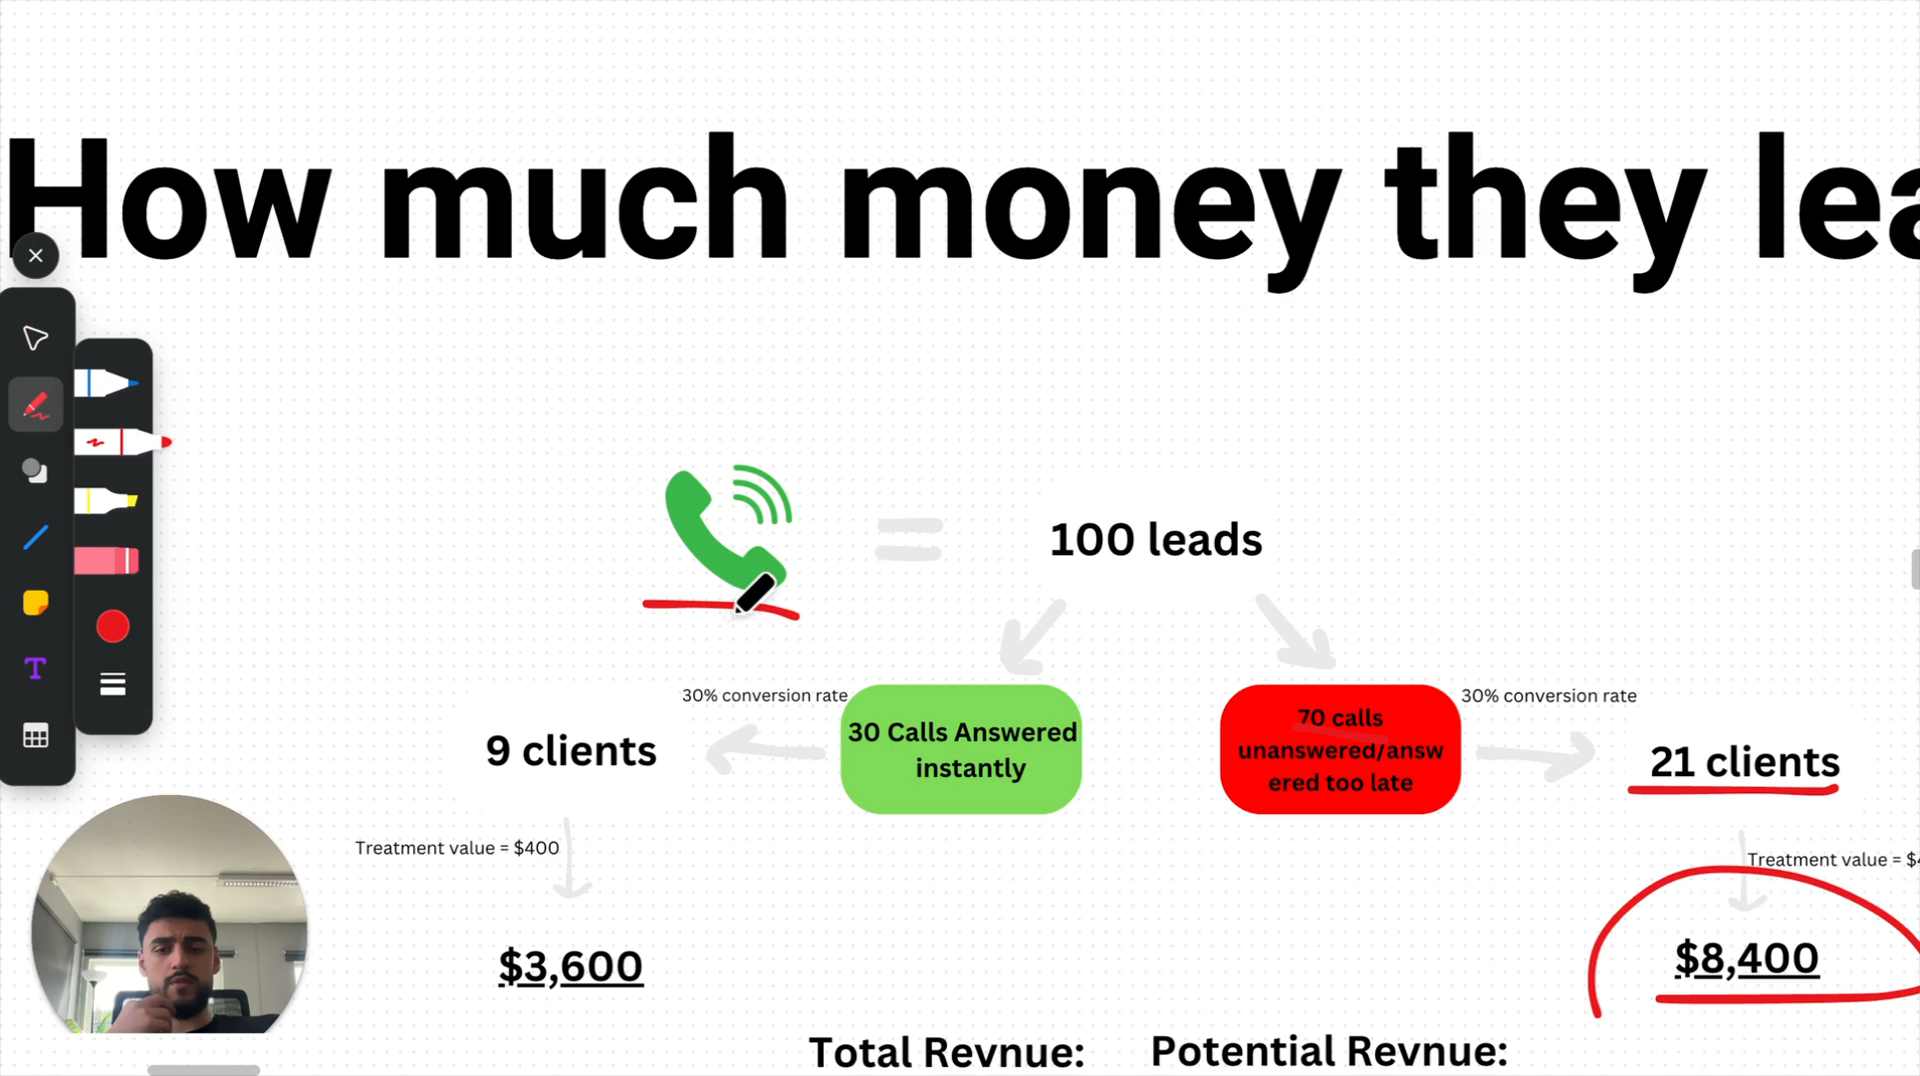 How much money they lea
100 leads
30% conversion rate
30% conversion rate
9 clients
30 Calls Answered
instantly
70 calls
unanswered/answ
ered too late
21 clients
Treatment value = $400
Treatment value = $4
$3,600
$8,400
Total Revnue:
Potential Revnue: